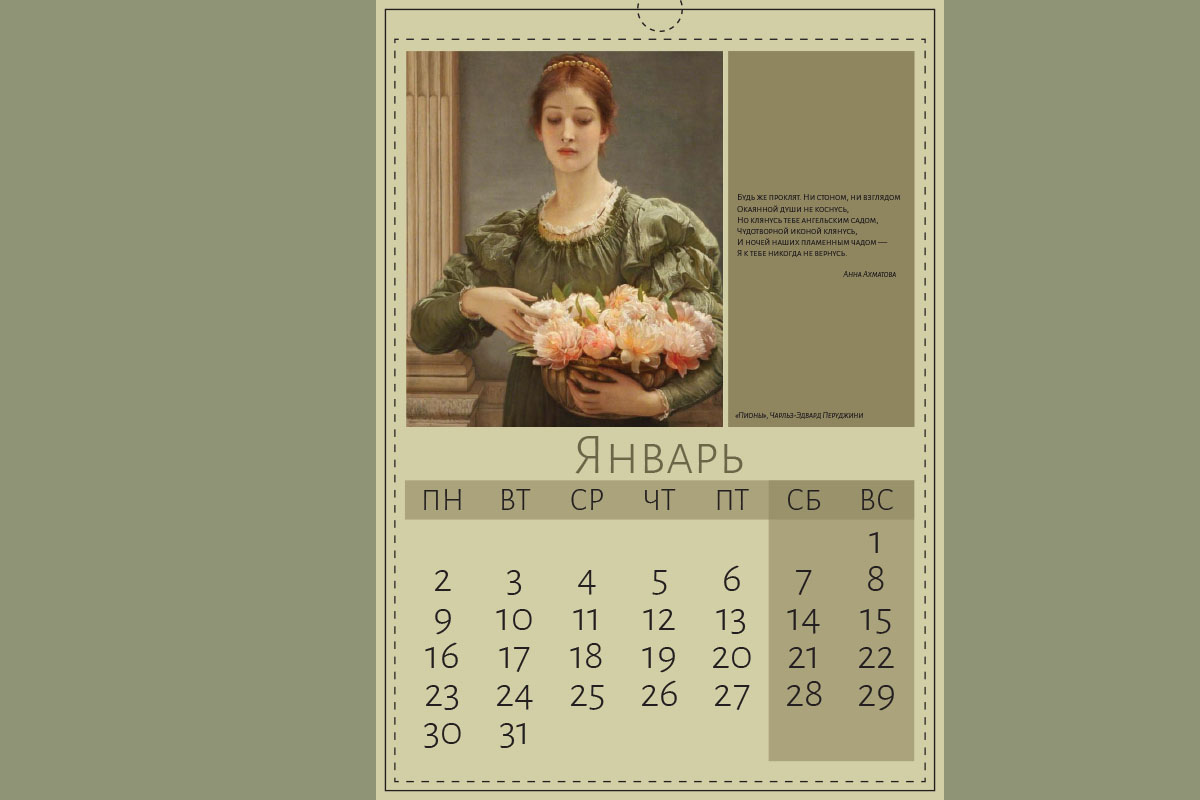 Будь же проклят. Ни стоном, ни взглядом
Окаянной души не коснусь,
Но клянусь тебе ангельским садом,
Чудотворной иконой клянусь,
И ночей наших пламенным чадом —
Я к тебе никогда не вернусь.
Анна Ахматова
«Пионы», Чарльз-Эдвард Перуджини
Январь
ПН ВТ СР ЧТ ПТ СБ ВС
1
2 3 4 5 6 7 8
9 10 11 12 13 14 15
16 17 18 19 20 21 22
23 24 25 26 27 28 29
30 31